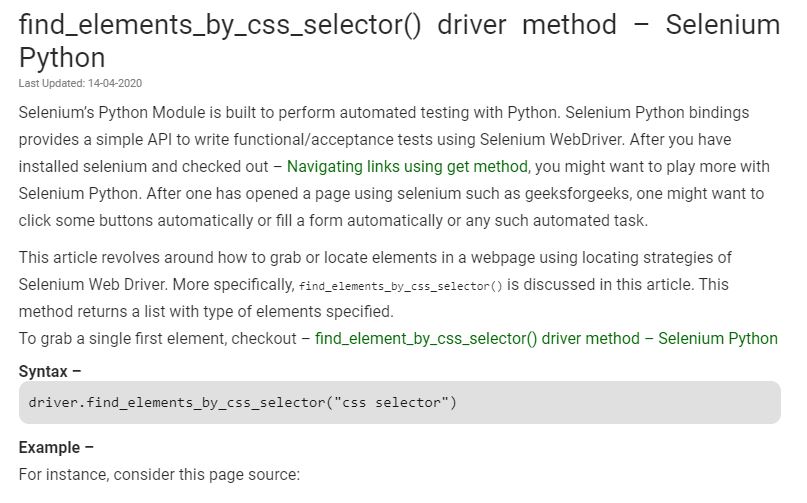 find_elements_by_css_selector() driver method – Selenium
Python
Last Updated: 14-04-2020
Selenium's Python Module is built to perform automated testing with Python. Selenium Python bindings
provides a simple API to write functional/acceptance tests using Selenium WebDriver. After you have
installed selenium and checked out – Navigating links using get method, you might want to play more with
Selenium Python. After one has opened a page using selenium such as geeksforgeeks, one might want to
click some buttons automatically or fill a form automatically or any such automated task.
This article revolves around how to grab or locate elements in a webpage using locating strategies of
Selenium Web Driver. More specifically, find_elements_by_css_selector() is discussed in this article. This
method returns a list with type of elements specified.
To grab a single first element, checkout – find_element_by_css_selector() driver method – Selenium Python
Syntax –
driver.find_elements_by_css_selector("css selector")
Example –
For instance, consider this page source: